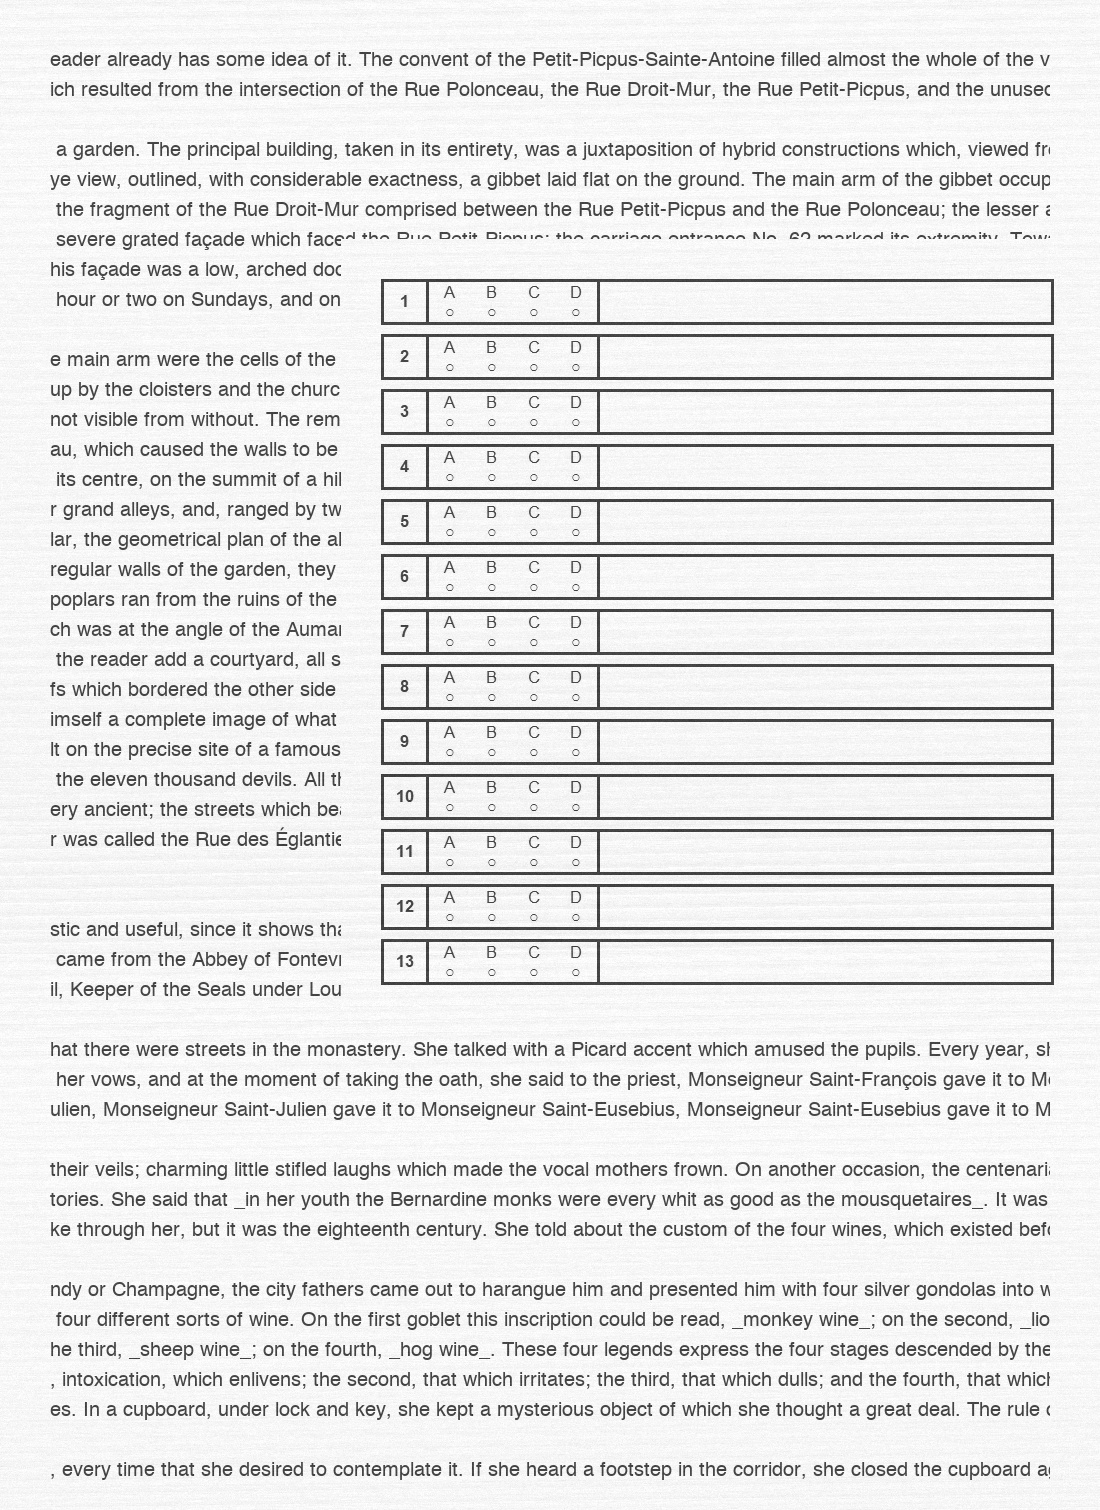 eader already has some idea of it. The convent of the Petit-Picpus-Sainte-Antoine filled almost the whole of the v
ich resulted from the intersection of the Rue Polonceau, the Rue Droit-Mur, the Rue Petit-Picpus, and the unused
a garden. The principal building, taken in its entirety, was a juxtaposition of hybrid constructions which, viewed fr
ye view, outlined, with considerable exactness, a gibbet laid flat on the ground. The main arm of the gibbet occup
the fragment of the Rue Droit-Mur comprised between the Rue Petit-Picpus and the Rue Polonceau; the lesser a
severe grated façade which faced the Rue Petit-Picpus; the carriage entrance No. 62 marked its extremity. Tow
his façade was a low, arched doo
hour or two on Sundays, and on
e main arm were the cells of the
up by the cloisters and the churc
not visible from without. The rem
au, which caused the walls to be
its centre, on the summit of a hil
r grand alleys, and, ranged by tw
lar, the geometrical plan of the al
regular walls of the garden, they
poplars ran from the ruins of the
ch was at the angle of the Aumar
the reader add a courtyard, all s
fs which bordered the other side
imself a complete image of what
lt on the precise site of a famous
the eleven thousand devils. All th
ery ancient; the streets which bea
r was called the Rue des Églantie
stic and useful, since it shows tha
came from the Abbey of Fontevr
il, Keeper of the Seals under Lou
1 A B C D
2 A B C D
3 A B C D
4 A B C D
5 A B C D
6 A B C D
7 A B C D
8 A B C D
9 A B C D
10 A B C D
11 A B C D
12 A B C D
13 A B C D
hat there were streets in the monastery. She talked with a Picard accent which amused the pupils. Every year, sh
her vows, and at the moment of taking the oath, she said to the priest, Monseigneur Saint-François gave it to Mo
ulien, Monseigneur Saint-Julien gave it to Monseigneur Saint-Eusebius, Monseigneur Saint-Eusebius gave it to M
their veils; charming little stifled laughs which made the vocal mothers frown. On another occasion, the centenari
tories. She said that _in her youth the Bernardine monks were every whit as good as the mousquetaires_. It was
ke through her, but it was the eighteenth century. She told about the custom of the four wines, which existed befo
ndy or Champagne, the city fathers came out to harangue him and presented him with four silver gondolas into w
four different sorts of wine. On the first goblet this inscription could be read, _monkey wine_; on the second, _lio
he third, _sheep wine_; on the fourth, _hog wine_. These four legends express the four stages descended by the
, intoxication, which enlivens; the second, that which irritates; the third, that which dulls; and the fourth, that which
es. In a cupboard, under lock and key, she kept a mysterious object of which she thought a great deal. The rule o
, every time that she desired to contemplate it. If she heard a footstep in the corridor, she closed the cupboard ag